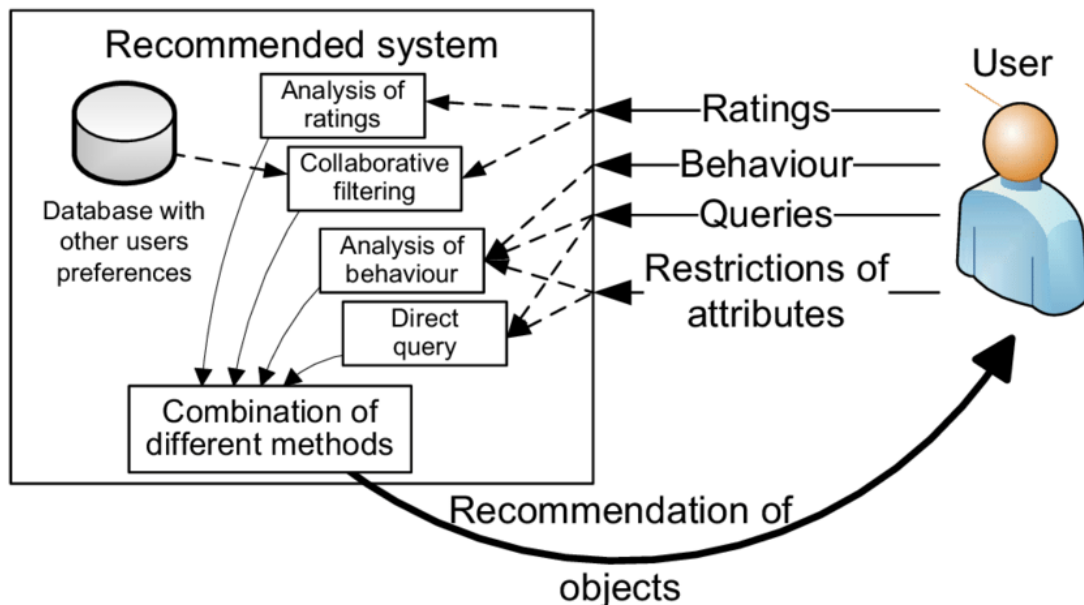 Recommended system
User
Analysis of
ratings
Ratings
Collaborative
filtering
Behaviour
Database with
other users
preferences
Queries
Analysis of
behaviour
Restrictions of
attributes
Direct
query
Combination of
different methods
Recommendation of
objects